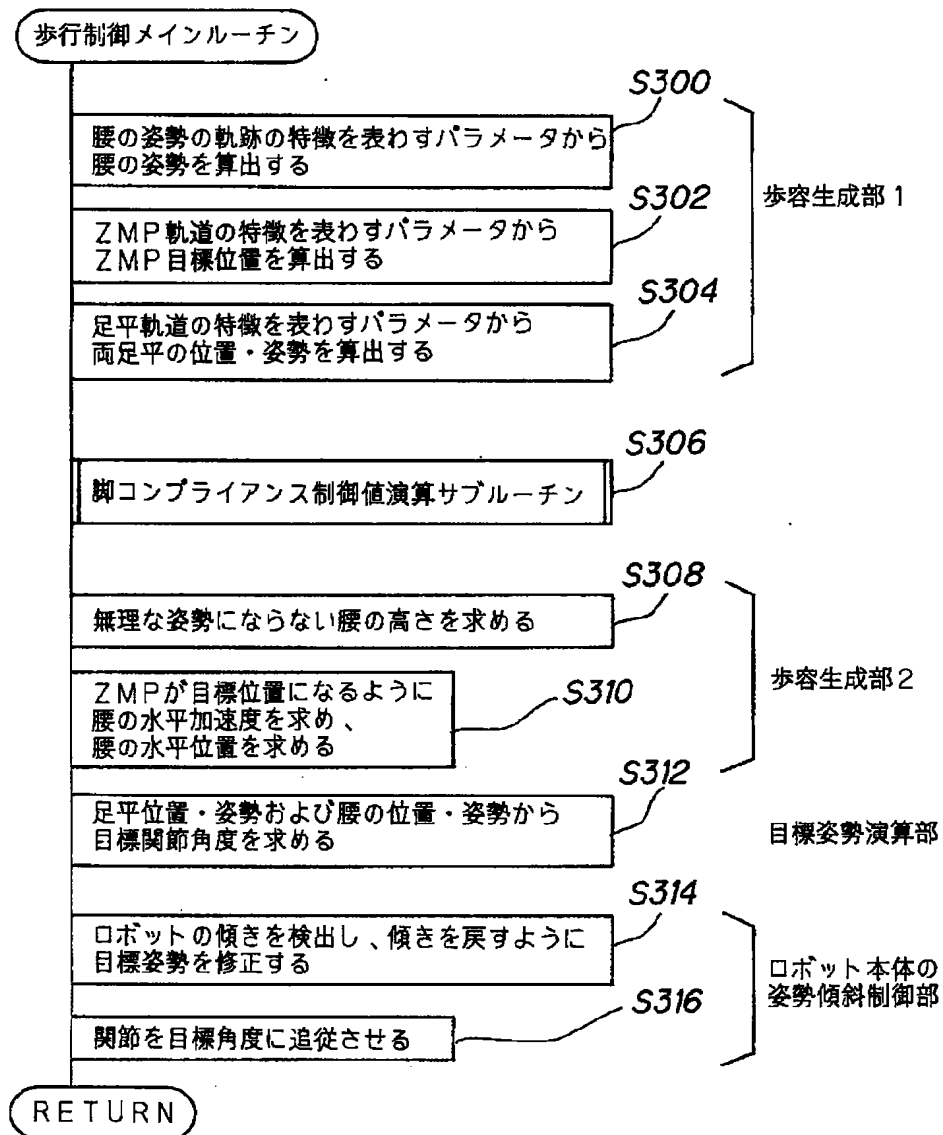 歩行制御メインルーチン
S300
腰の姿勢の軌跡の特徴を表わすパラメータから
腰の姿勢を算出する
歩容生成部1
S302
ZMP軌道の特徴を表わすパラメータから
ZMP目標位置を算出する
S304
足平軌道の特徴を表わすパラメータから
両足平の位置・姿勢を算出する
S306
脚コンプライアンス制御値演算サブルーチン
S308
無理な姿勢にならない腰の高さを求める
歩容生成部2
S310
ZMPが目標位置になるように
腰の水平加速度を求め、
腰の水平位置を求める
S312
足平位置・姿勢および腰の位置・姿勢から
目標関節角度を求める
目標姿勢演算部
S314
ロボットの傾きを検出し、傾きを戻すように
目標姿勢を修正する
ロボット本体の
姿勢傾斜制御部
S316
関節を目標角度に追従させる
RETURN